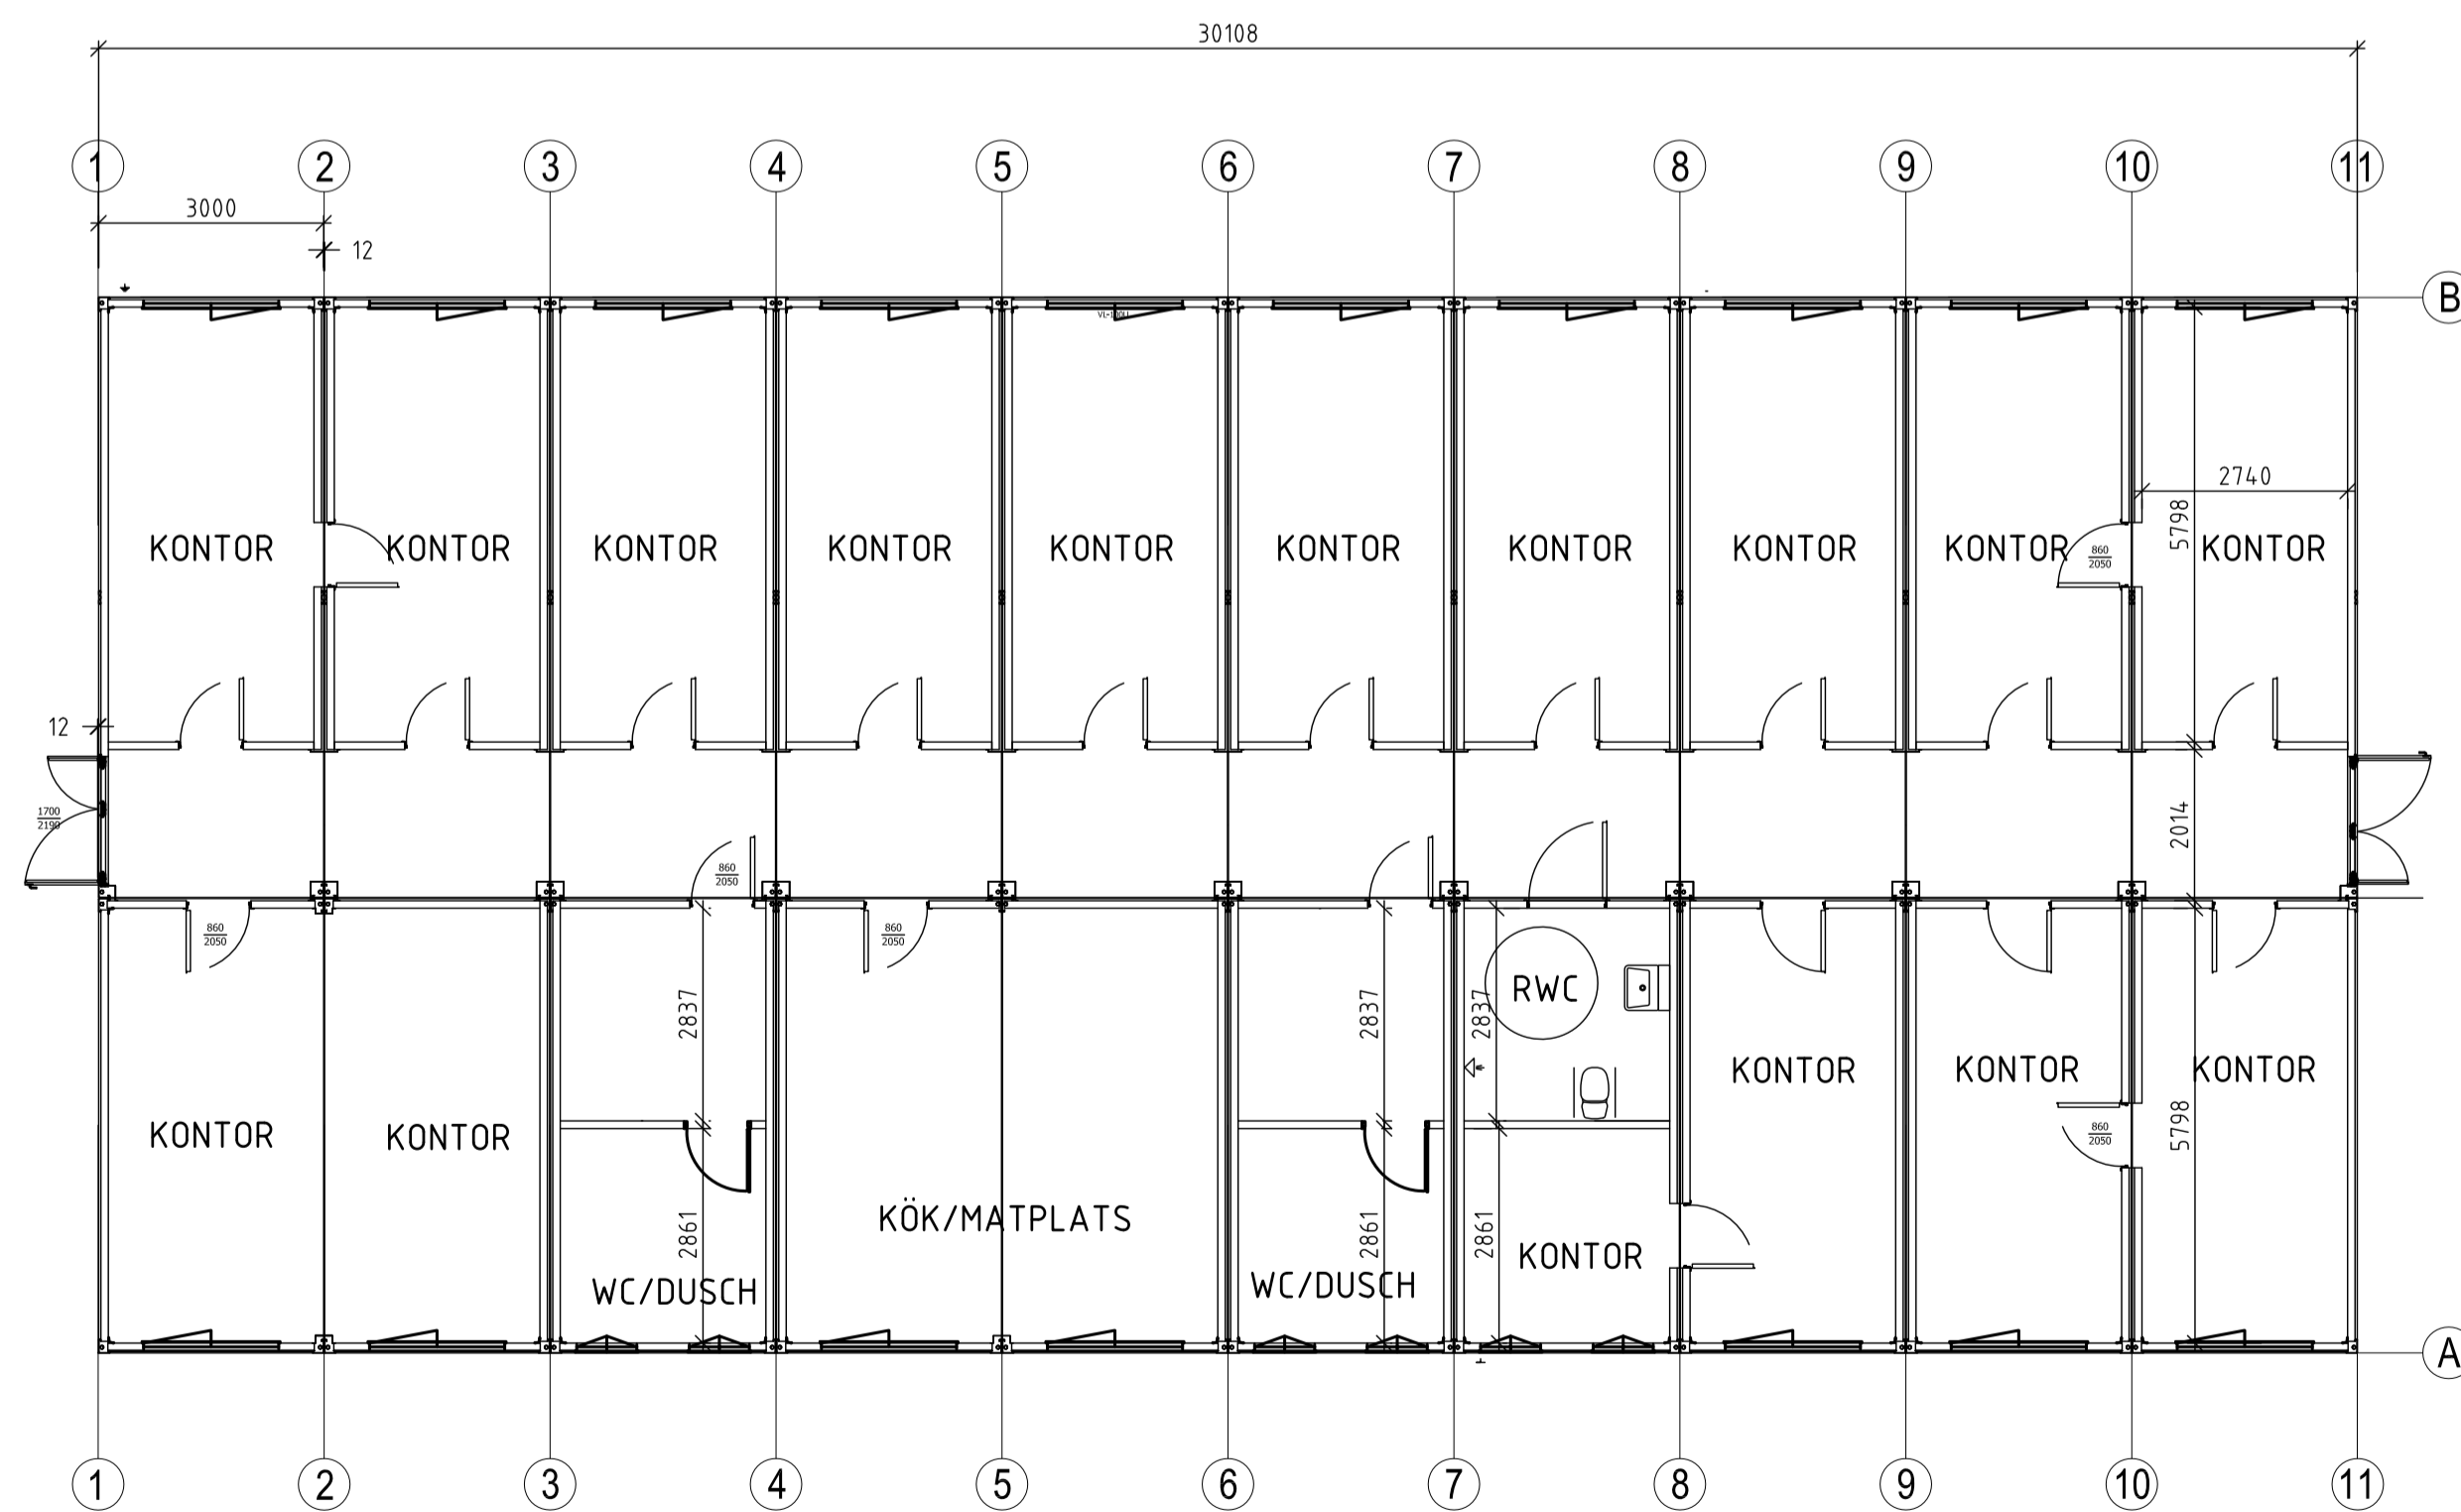 30108
1 2 3 4 5 6 7 8 9 10 11
3000
12
B
VL-100U
2740
5798
KONTOR KONTOR KONTOR KONTOR KONTOR KONTOR KONTOR KONTOR KONTOR KONTOR
860
2050
12
1700
2190
2014
860
2050
860
2050
860
2050
2837
2837
2837
RWC
KONTOR KONTOR KONTOR
KONTOR KONTOR
860
2050
5798
KÖK/MATPLATS
2861
2861
2861
KONTOR
WC/DUSCH
WC/DUSCH
A
1 2 3 4 5 6 7 8 9 10 11